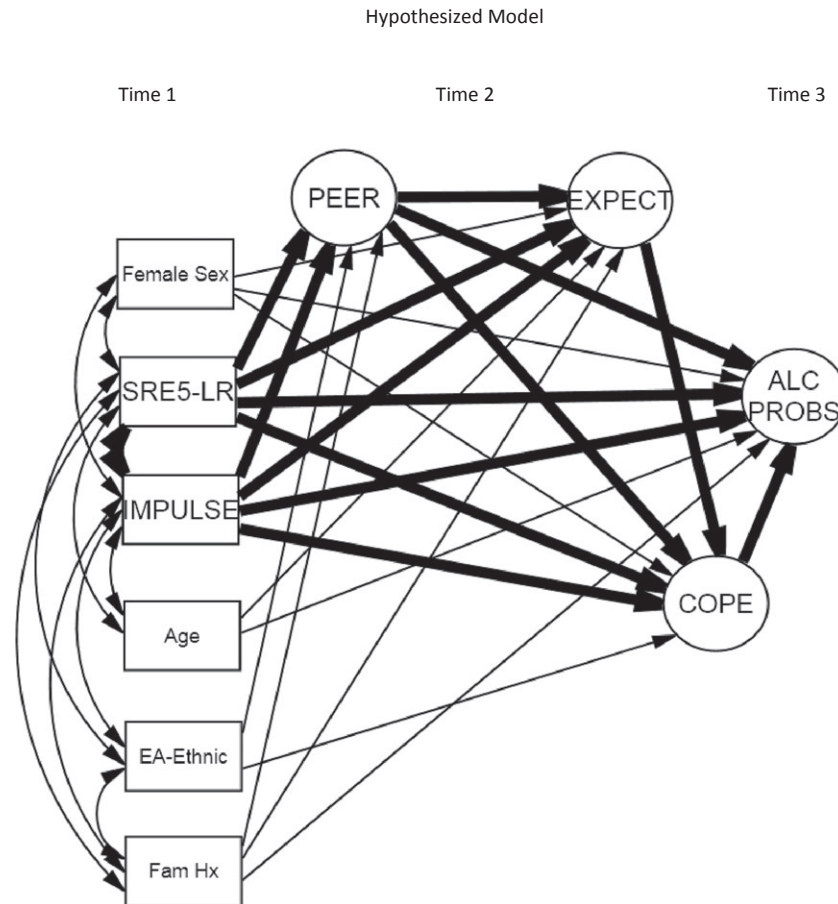 Hypothesized Model
Time 1
Time 2
Time 3
PEER
EXPECT
Female Sex
SRE5-LR
ALC
PROBS
IMPULSE
COPE
Age
EA-Ethnic
Fam Hx